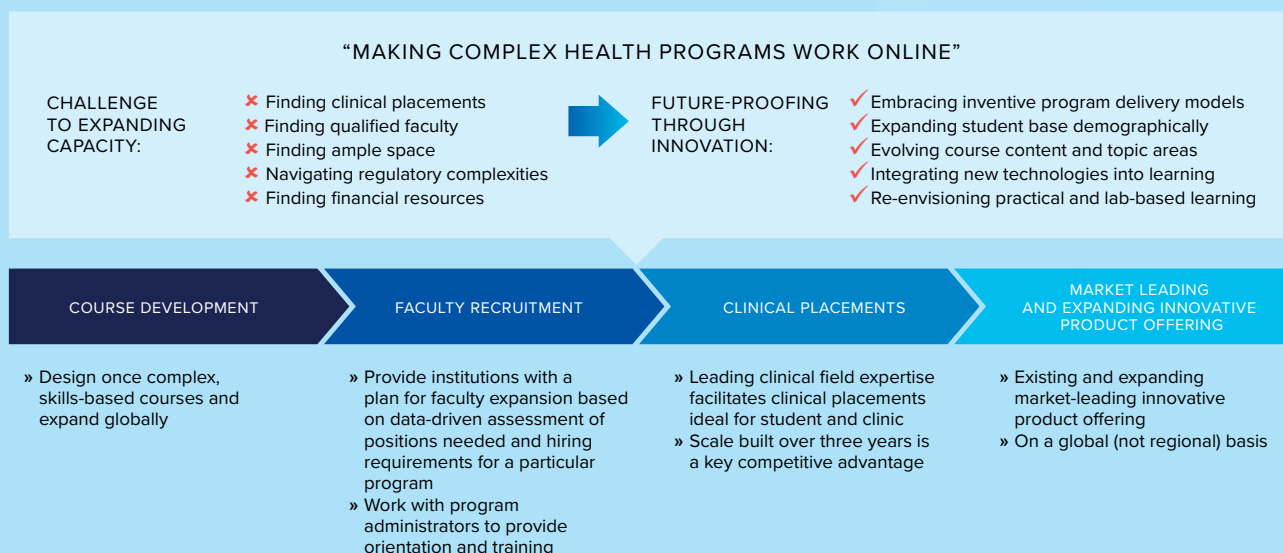 “MAKING COMPLEX HEALTH PROGRAMS WORK ONLINE”
CHALLENGE
TO EXPANDING
CAPACITY:
✘ Finding clinical placements
✘ Finding qualified faculty
✘ Finding ample space
✘ Navigating regulatory complexities
✘ Finding financial resources
FUTURE-PROOFING
THROUGH
INNOVATION:
✓ Embracing inventive program delivery models
✓ Expanding student base demographically
✓ Evolving course content and topic areas
✓ Integrating new technologies into learning
✓ Re-envisioning practical and lab-based learning
COURSE DEVELOPMENT
» Design once complex,
skills-based courses and
expand globally
FACULTY RECRUITMENT
» Provide institutions with a
plan for faculty expansion based
on data-driven assessment of
positions needed and hiring
requirements for a particular
program
» Work with program
administrators to provide
orientation and training
CLINICAL PLACEMENTS
» Leading clinical field expertise
facilitates clinical placements
ideal for student and clinic
» Scale built over three years is
a key competitive advantage
MARKET LEADING
AND EXPANDING INNOVATIVE
PRODUCT OFFERING
» Existing and expanding
market-leading innovative
product offering
» On a global (not regional) basis